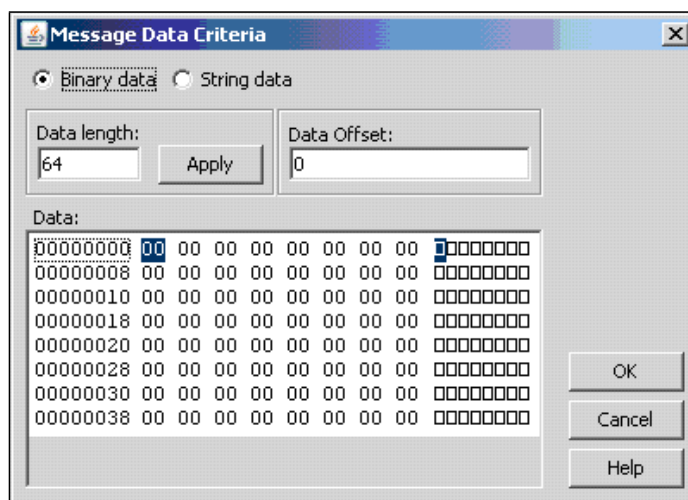 Message Data Criteria
Binary data String data
Data length: Data Offset:
64 Apply 0
Data:
00000000 00 00 00 00 00 00 00 00 □□□□□□□□
00000008 00 00 00 00 00 00 00 00 □□□□□□□□
00000010 00 00 00 00 00 00 00 00 □□□□□□□□
00000018 00 00 00 00 00 00 00 00 □□□□□□□□
00000020 00 00 00 00 00 00 00 00 □□□□□□□□
00000028 00 00 00 00 00 00 00 00 □□□□□□□□
00000030 00 00 00 00 00 00 00 00 □□□□□□□□
00000038 00 00 00 00 00 00 00 00 □□□□□□□□
OK
Cancel
Help